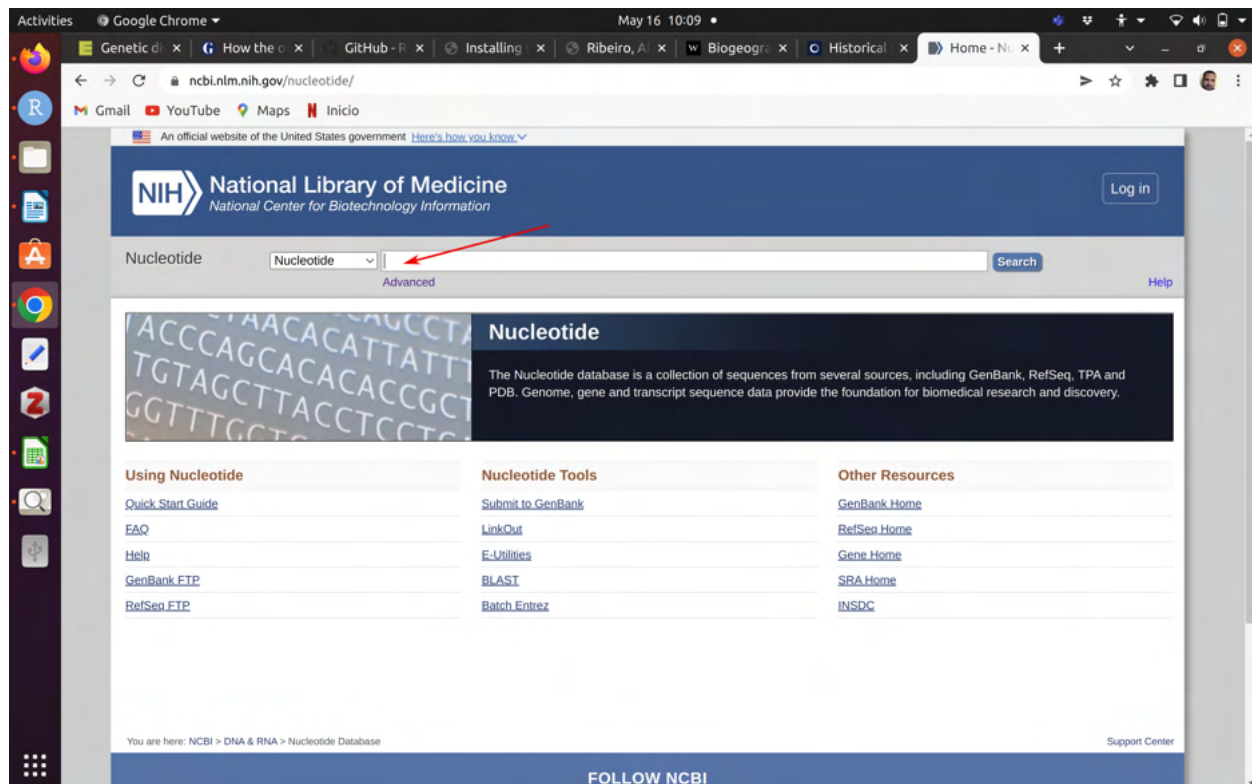 Activities Google Chrome May 16 10:09
Genetic di How the o GitHub - R Installing Ribeiro, Al Biogeogra Historical Home - Nu
ncbi.nlm.nih.gov/nucleotide/
Gmail YouTube Maps Inicio
An official website of the United States government Here's how you know
NIH National Library of Medicine
National Center for Biotechnology Information
Log in
Nucleotide Nucleotide Search
Advanced Help
ACCCAGCACACATTATT
TGTAGCTTACCTCC
Nucleotide
The Nucleotide database is a collection of sequences from several sources, including GenBank, RefSeq, TPA and
PDB. Genome, gene and transcript sequence data provide the foundation for biomedical research and discovery.
Using Nucleotide Nucleotide Tools Other Resources
Quick Start Guide Submit to GenBank GenBank Home
FAQ LinkOut RefSeq Home
Help E-Utilities Gene Home
GenBank FTP BLAST SRA Home
RefSeq FTP Batch Entrez INSDC
You are here: NCBI > DNA & RNA > Nucleotide Database Support Center
FOLLOW NCBI